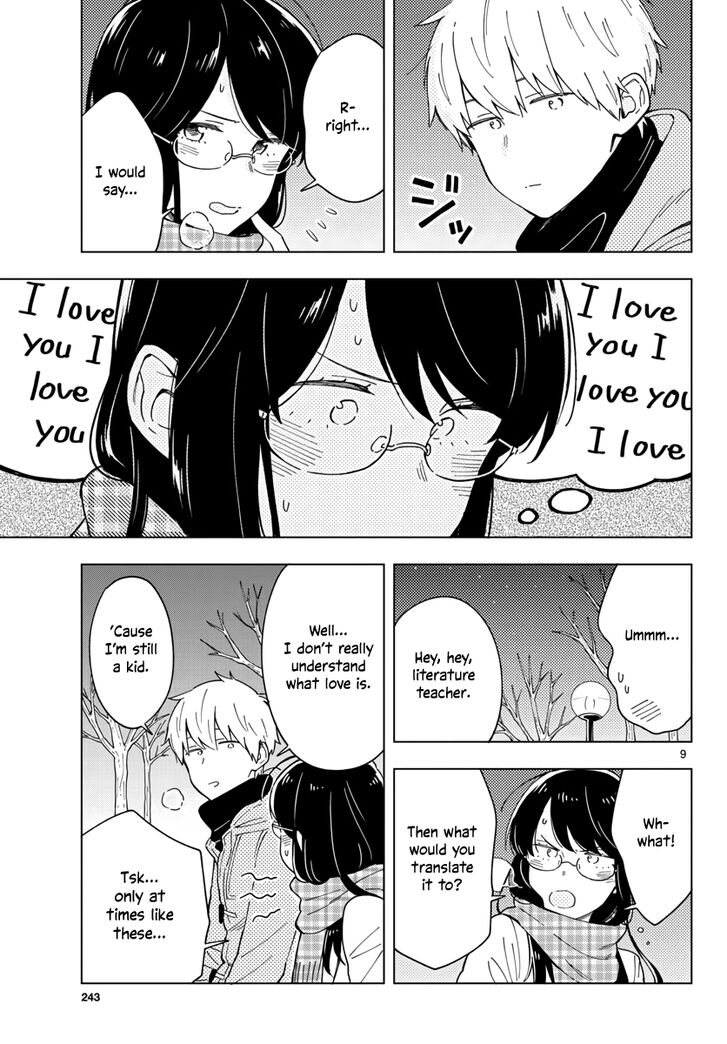 ジッ
R-
right...
I would
say...
I love
you I
love you
I love
I love
you I
love
you
Ummm...
Hey, hey,
literature
teacher.
9
Wh-
what!
Then what
would you
translate
it to?
Well...
I don't really
understand
what love is.
'Cause
I'm still
a kid.
Tsk...
only at
times like
these...
243